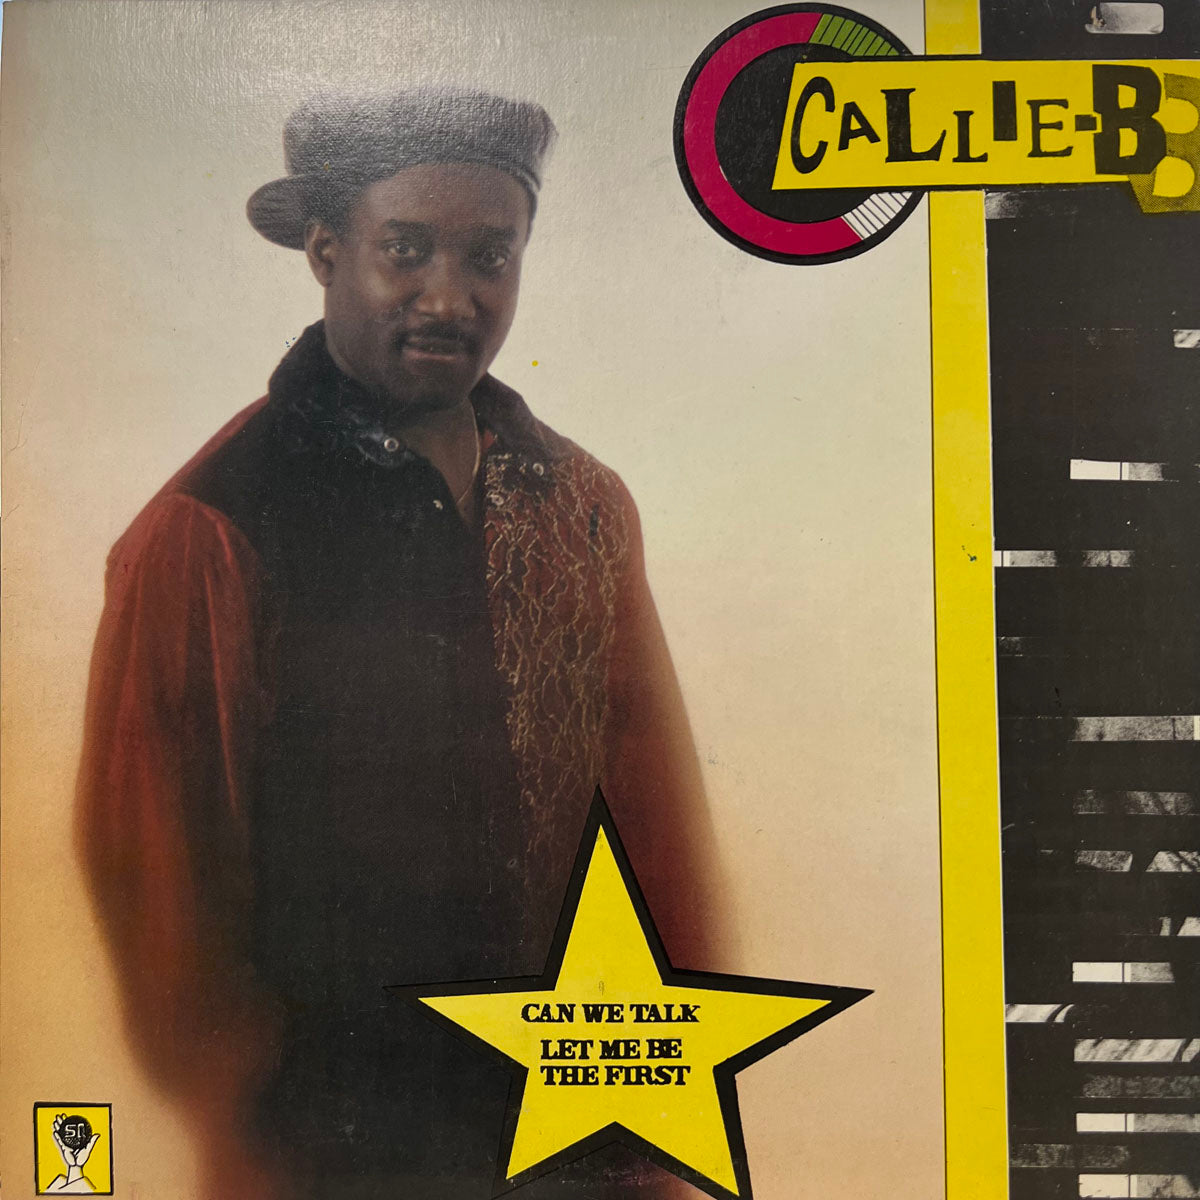 CALLIE-B
CAN WE TALK
LET ME BE
THE FIRST